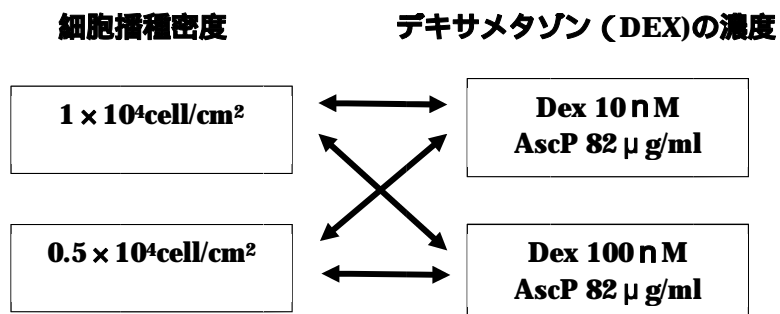 細胞播種密度
デキサメタゾン（DEX)の濃度
1×10⁴cell/cm²
Dex 10ｎM
AscP 82μg/ml
0.5×10⁴cell/cm²
Dex 100ｎM
AscP 82μg/ml